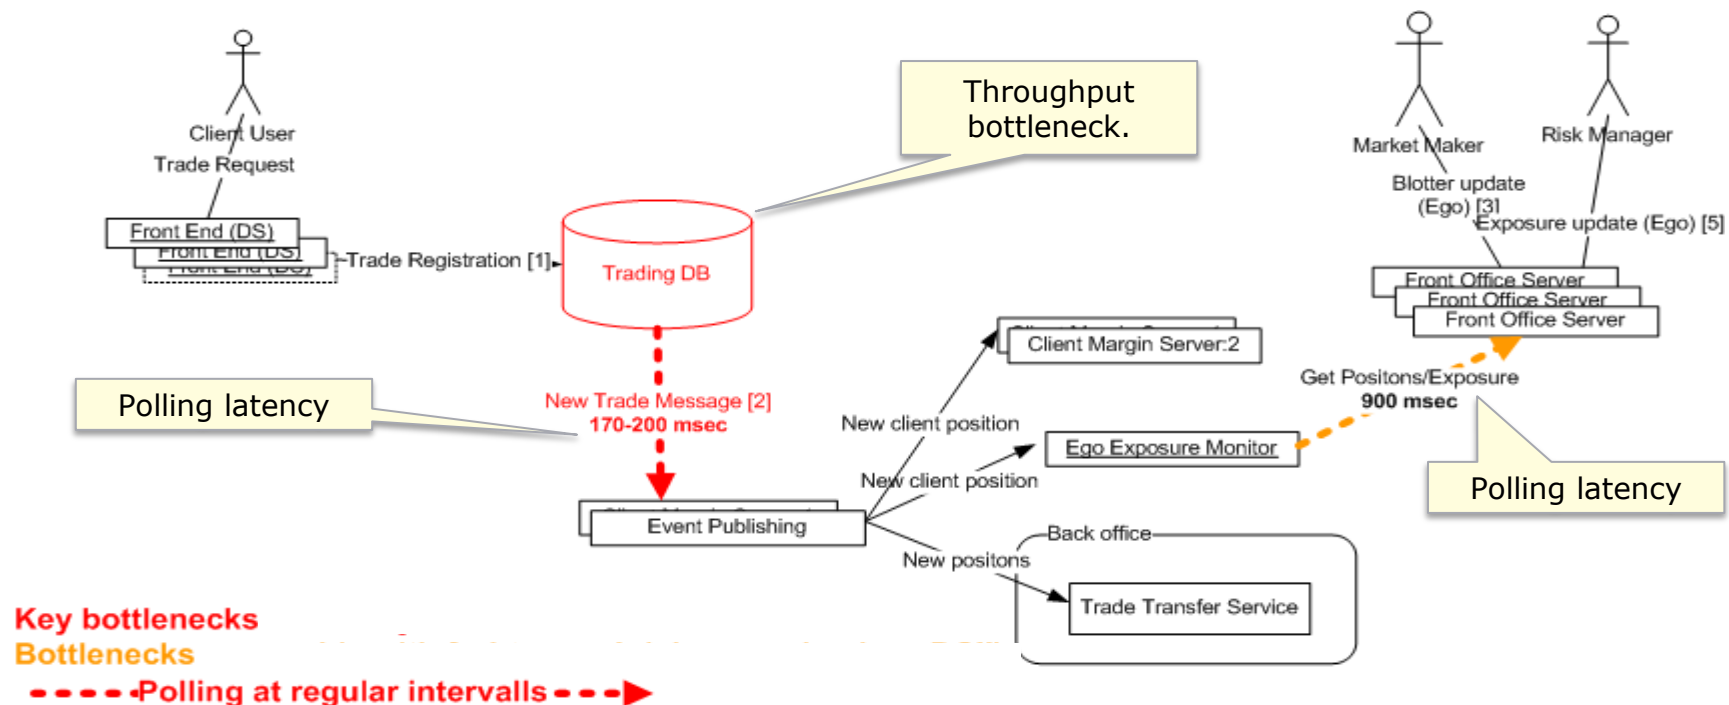 Client User
Trade Request
Front End (DS)
Front End (DS)
Front End (DS)
Trade Registration [1]
Trading DB
Throughput
bottleneck.
Market Maker
Risk Manager
Blotter update
(Ego) [3]
Exposure update (Ego) [5]
Front Office Server
Front Office Server
Front Office Server
Client Margin Server:2
Get Positons/Exposure
900 msec
Polling latency
Polling latency
New Trade Message [2]
170-200 msec
New client position
Ego Exposure Monitor
New client position
Event Publishing
New positons
Back office
Trade Transfer Service
Key bottlenecks
Bottlenecks
Polling at regular intervalls